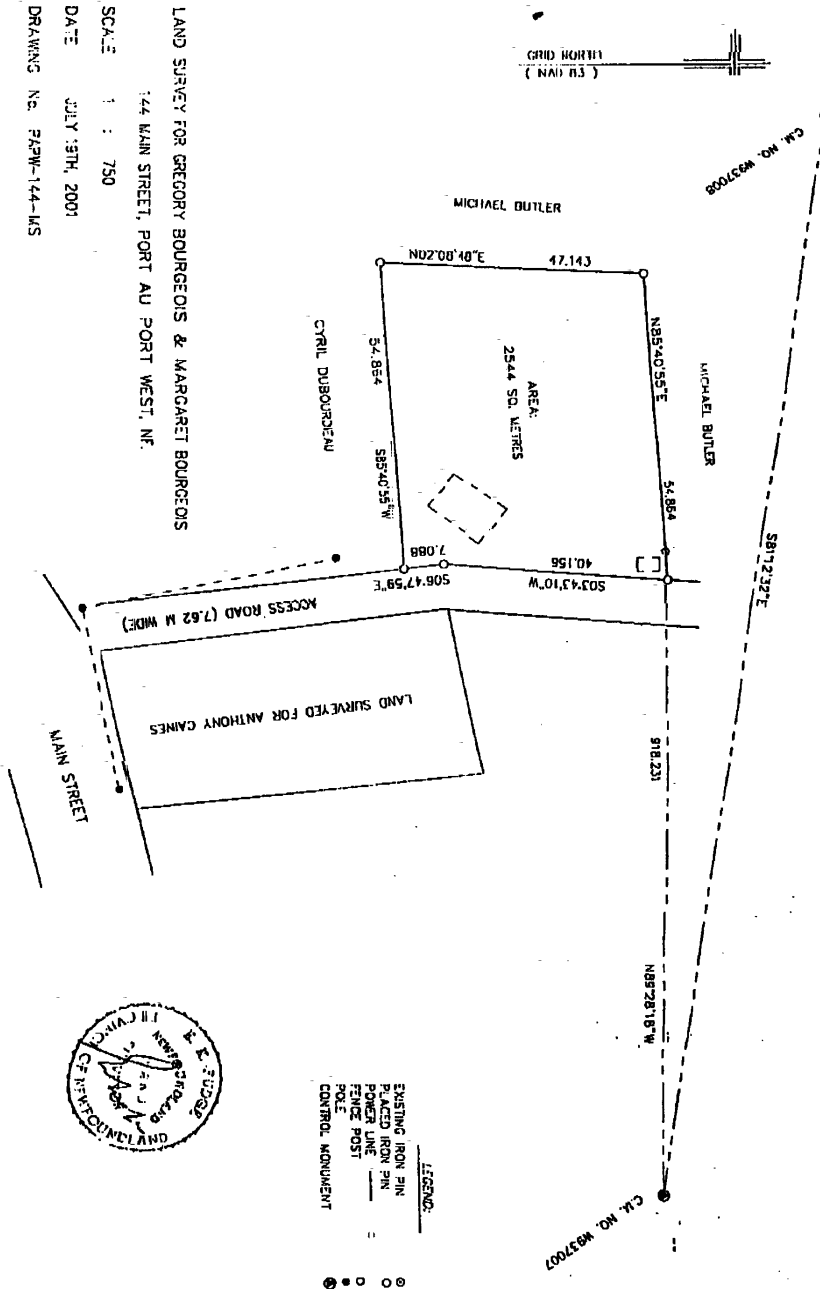 GRID NORTH
( NAD 83 )
C.M. NO. W937008
S81°12'32"E
MICHAEL BUTLER
N02°08'48"E
47.143
N85°40'55"E
54.864
MICHAEL BUTLER
AREA:
2544 SQ. METRES
54.864
S85°40'55"W
CYRIL DUBOURDIEAU
7.088
S06°47'59"E
40.156
S03°43'10"W
ACCESS ROAD (7.62 M WIDE)
LAND SURVEYED FOR ANTHONY CAINES
MAIN STREET
918.231
N89°28'18"W
C.M. NO. W937007
LAND SURVEY FOR GREGORY BOURGEOIS & MARGARET BOURGEOIS
144 MAIN STREET, PORT AU PORT WEST, NF.
SCALE 1 : 750
DATE JULY 19TH, 2001
DRAWING No. PAPW-144-MS
LEGEND:
EXISTING IRON PIN
PLACED IRON PIN
POWER LINE
FENCE POST
POLE
CONTROL MONUMENT
NEWFOUNDLAND
OF NEWFOUNDLAND